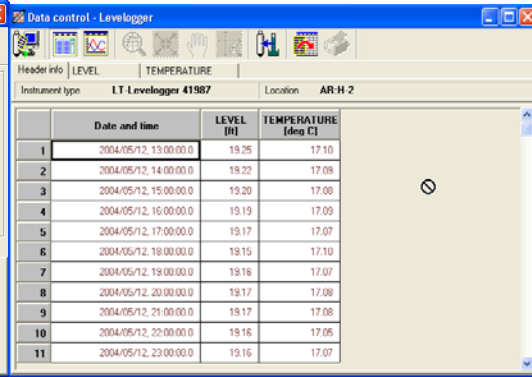 Data control - Levelogger
Header info LEVEL TEMPERATURE
Instrument type LT-Levelogger 41987 Location AR:H-2
Date and time LEVEL [ft] TEMPERATURE [deg C]
1 2004/05/12, 13:00:00.0 19.25 17.10
2 2004/05/12, 14:00:00.0 19.22 17.09
3 2004/05/12, 15:00:00.0 19.20 17.08
4 2004/05/12, 16:00:00.0 19.19 17.09
5 2004/05/12, 17:00:00.0 19.17 17.07
6 2004/05/12, 18:00:00.0 19.15 17.10
7 2004/05/12, 19:00:00.0 19.16 17.07
8 2004/05/12, 20:00:00.0 19.17 17.08
9 2004/05/12, 21:00:00.0 19.17 17.08
10 2004/05/12, 22:00:00.0 19.16 17.05
11 2004/05/12, 23:00:00.0 19.16 17.07